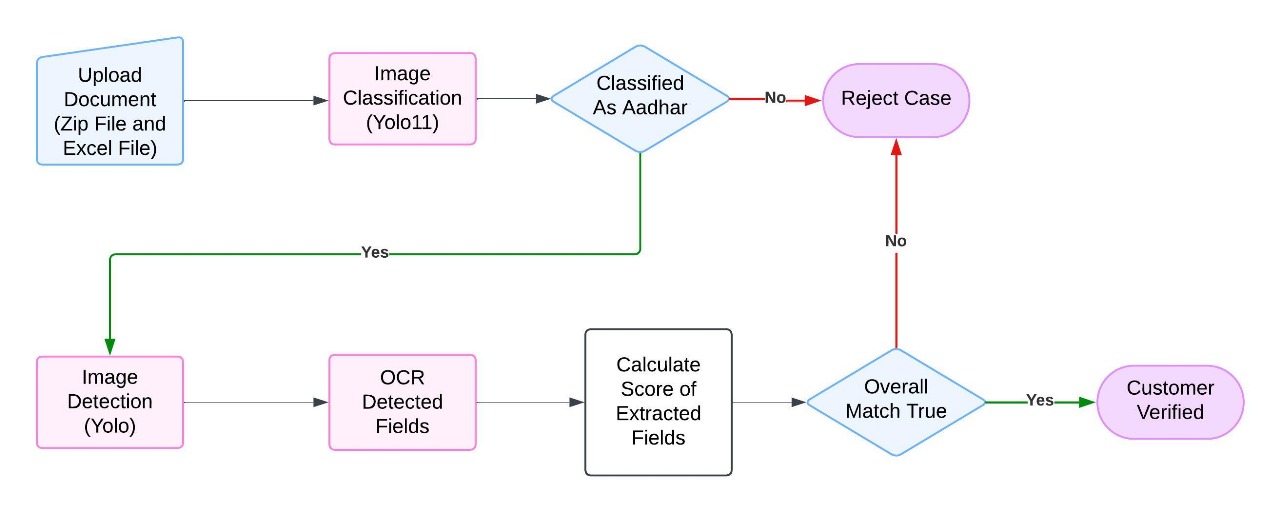 Upload
Document
(Zip File and
Excel File)
Image
Classification
(Yolo11)
Classified
As Aadhar
No
Reject Case
Yes
No
Image
Detection
(Yolo)
OCR
Detected
Fields
Calculate
Score of
Extracted
Fields
Overall
Match True
Yes
Customer
Verified